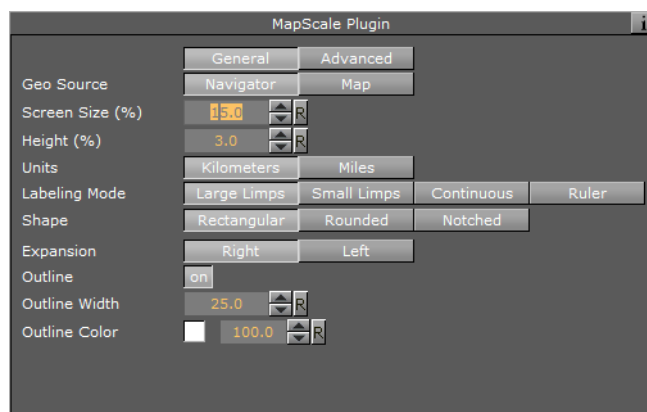 MapScale Plugin i
General Advanced
Geo Source Navigator Map
Screen Size (%) 15.0 R
Height (%) 3.0 R
Units Kilometers Miles
Labeling Mode Large Limps Small Limps Continuous Ruler
Shape Rectangular Rounded Notched
Expansion Right Left
Outline on
Outline Width 25.0 R
Outline Color 100.0 R